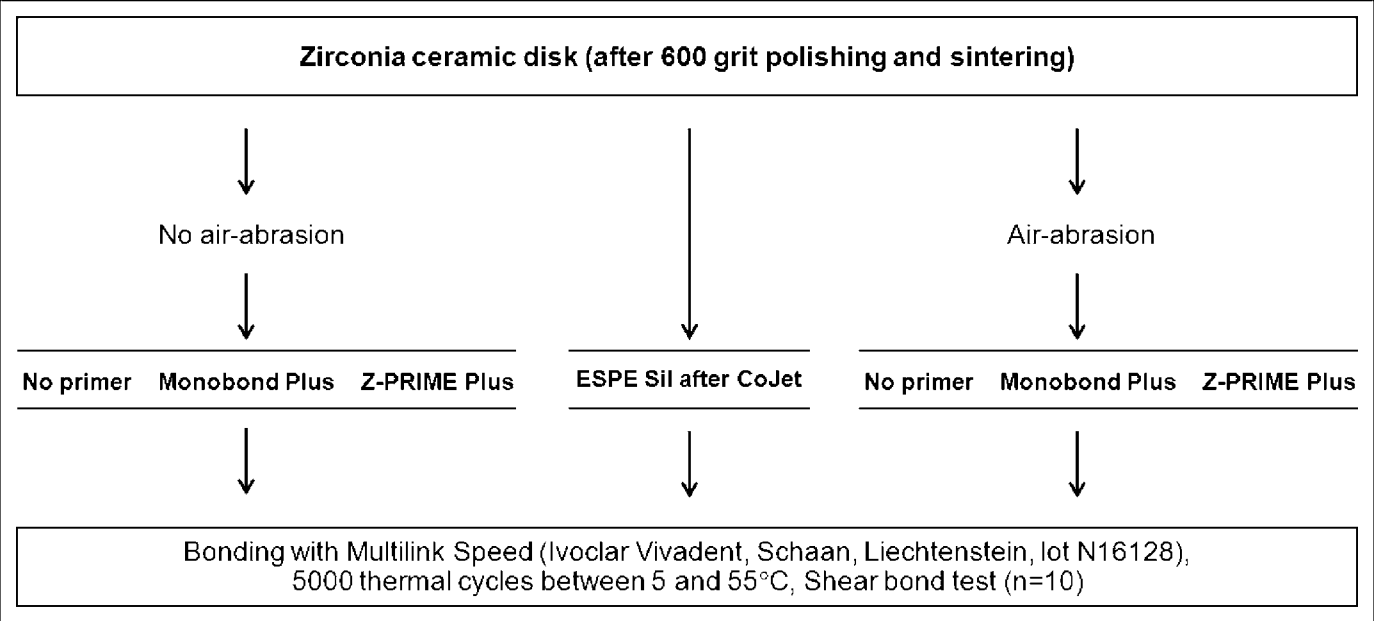 Zirconia ceramic disk (after 600 grit polishing and sintering)
No air-abrasion
Air-abrasion
No primer Monobond Plus Z-PRIME Plus
ESPE Sil after CoJet
No primer Monobond Plus Z-PRIME Plus
Bonding with Multilink Speed (Ivoclar Vivadent, Schaan, Liechtenstein, lot N16128),
5000 thermal cycles between 5 and 55°C, Shear bond test (n=10)